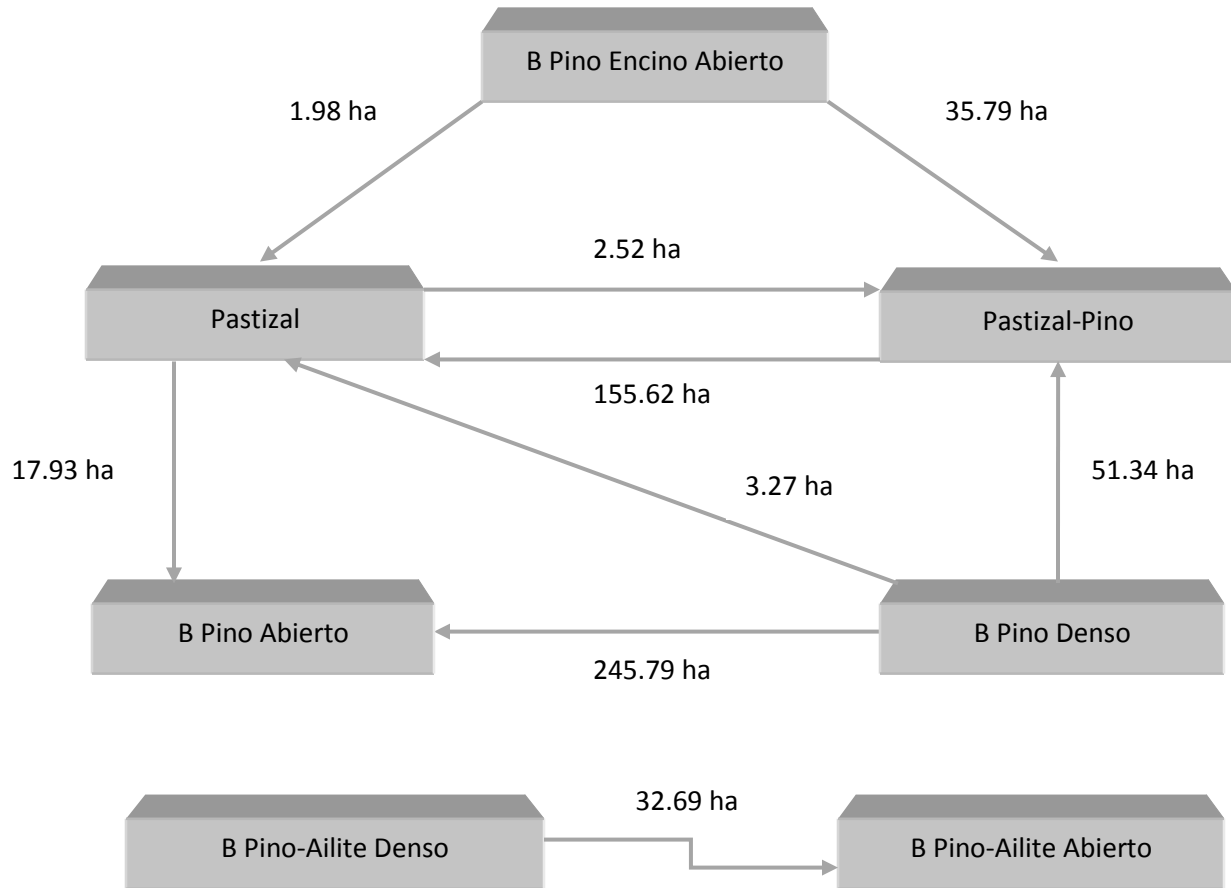 B Pino Encino Abierto
1.98 ha
35.79 ha
2.52 ha
Pastizal
Pastizal-Pino
155.62 ha
17.93 ha
3.27 ha
51.34 ha
B Pino Abierto
B Pino Denso
245.79 ha
32.69 ha
B Pino-Ailite Denso
B Pino-Ailite Abierto